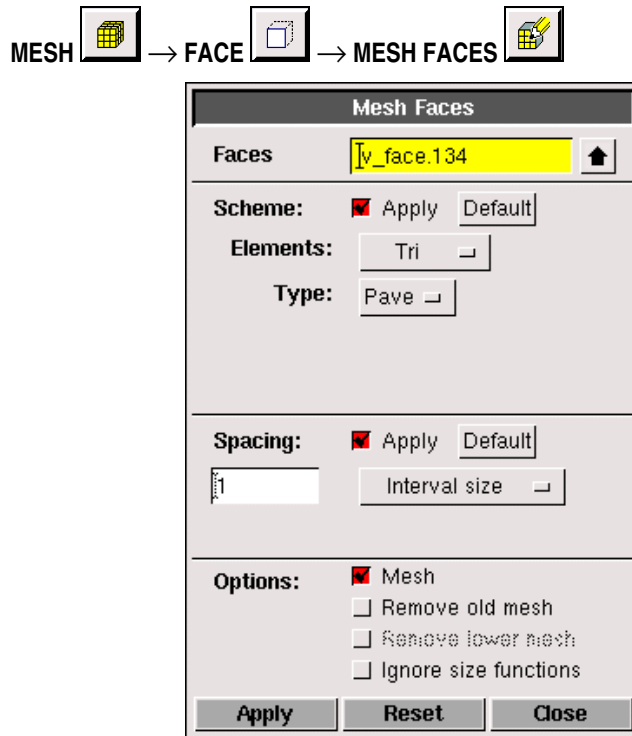 MESH → FACE → MESH FACES
Mesh Faces
Faces v_face.134
Scheme: Apply Default
Elements: Tri
Type: Pave
Spacing: Apply Default
1 Interval size
Options: Mesh
Remove old mesh
Remove lower mesh
Ignore size functions
Apply Reset Close